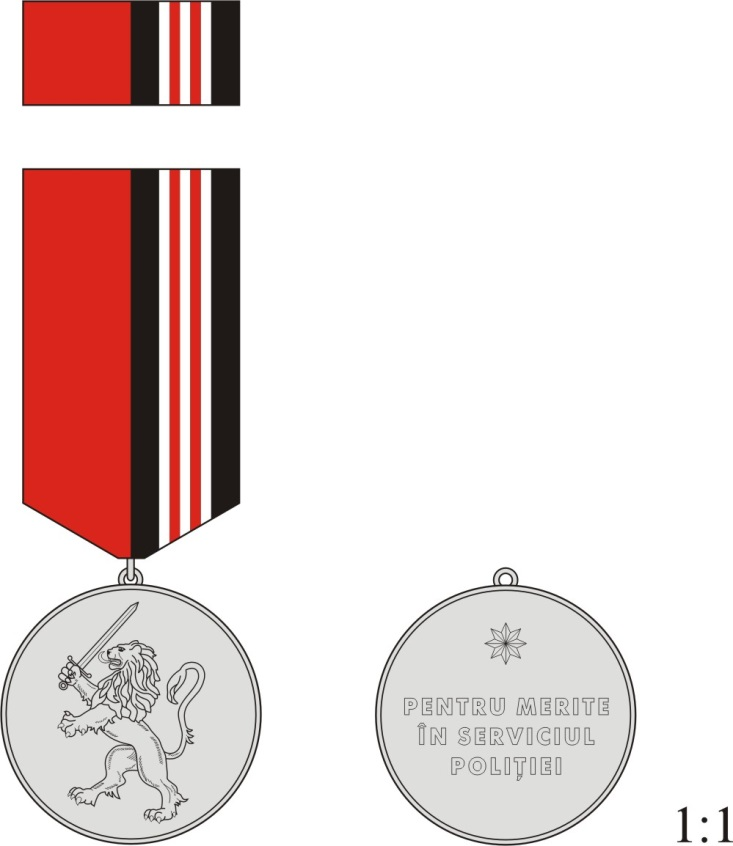 PENTRU MERITE
ÎN SERVICIUL
POLIȚIEI
1:1